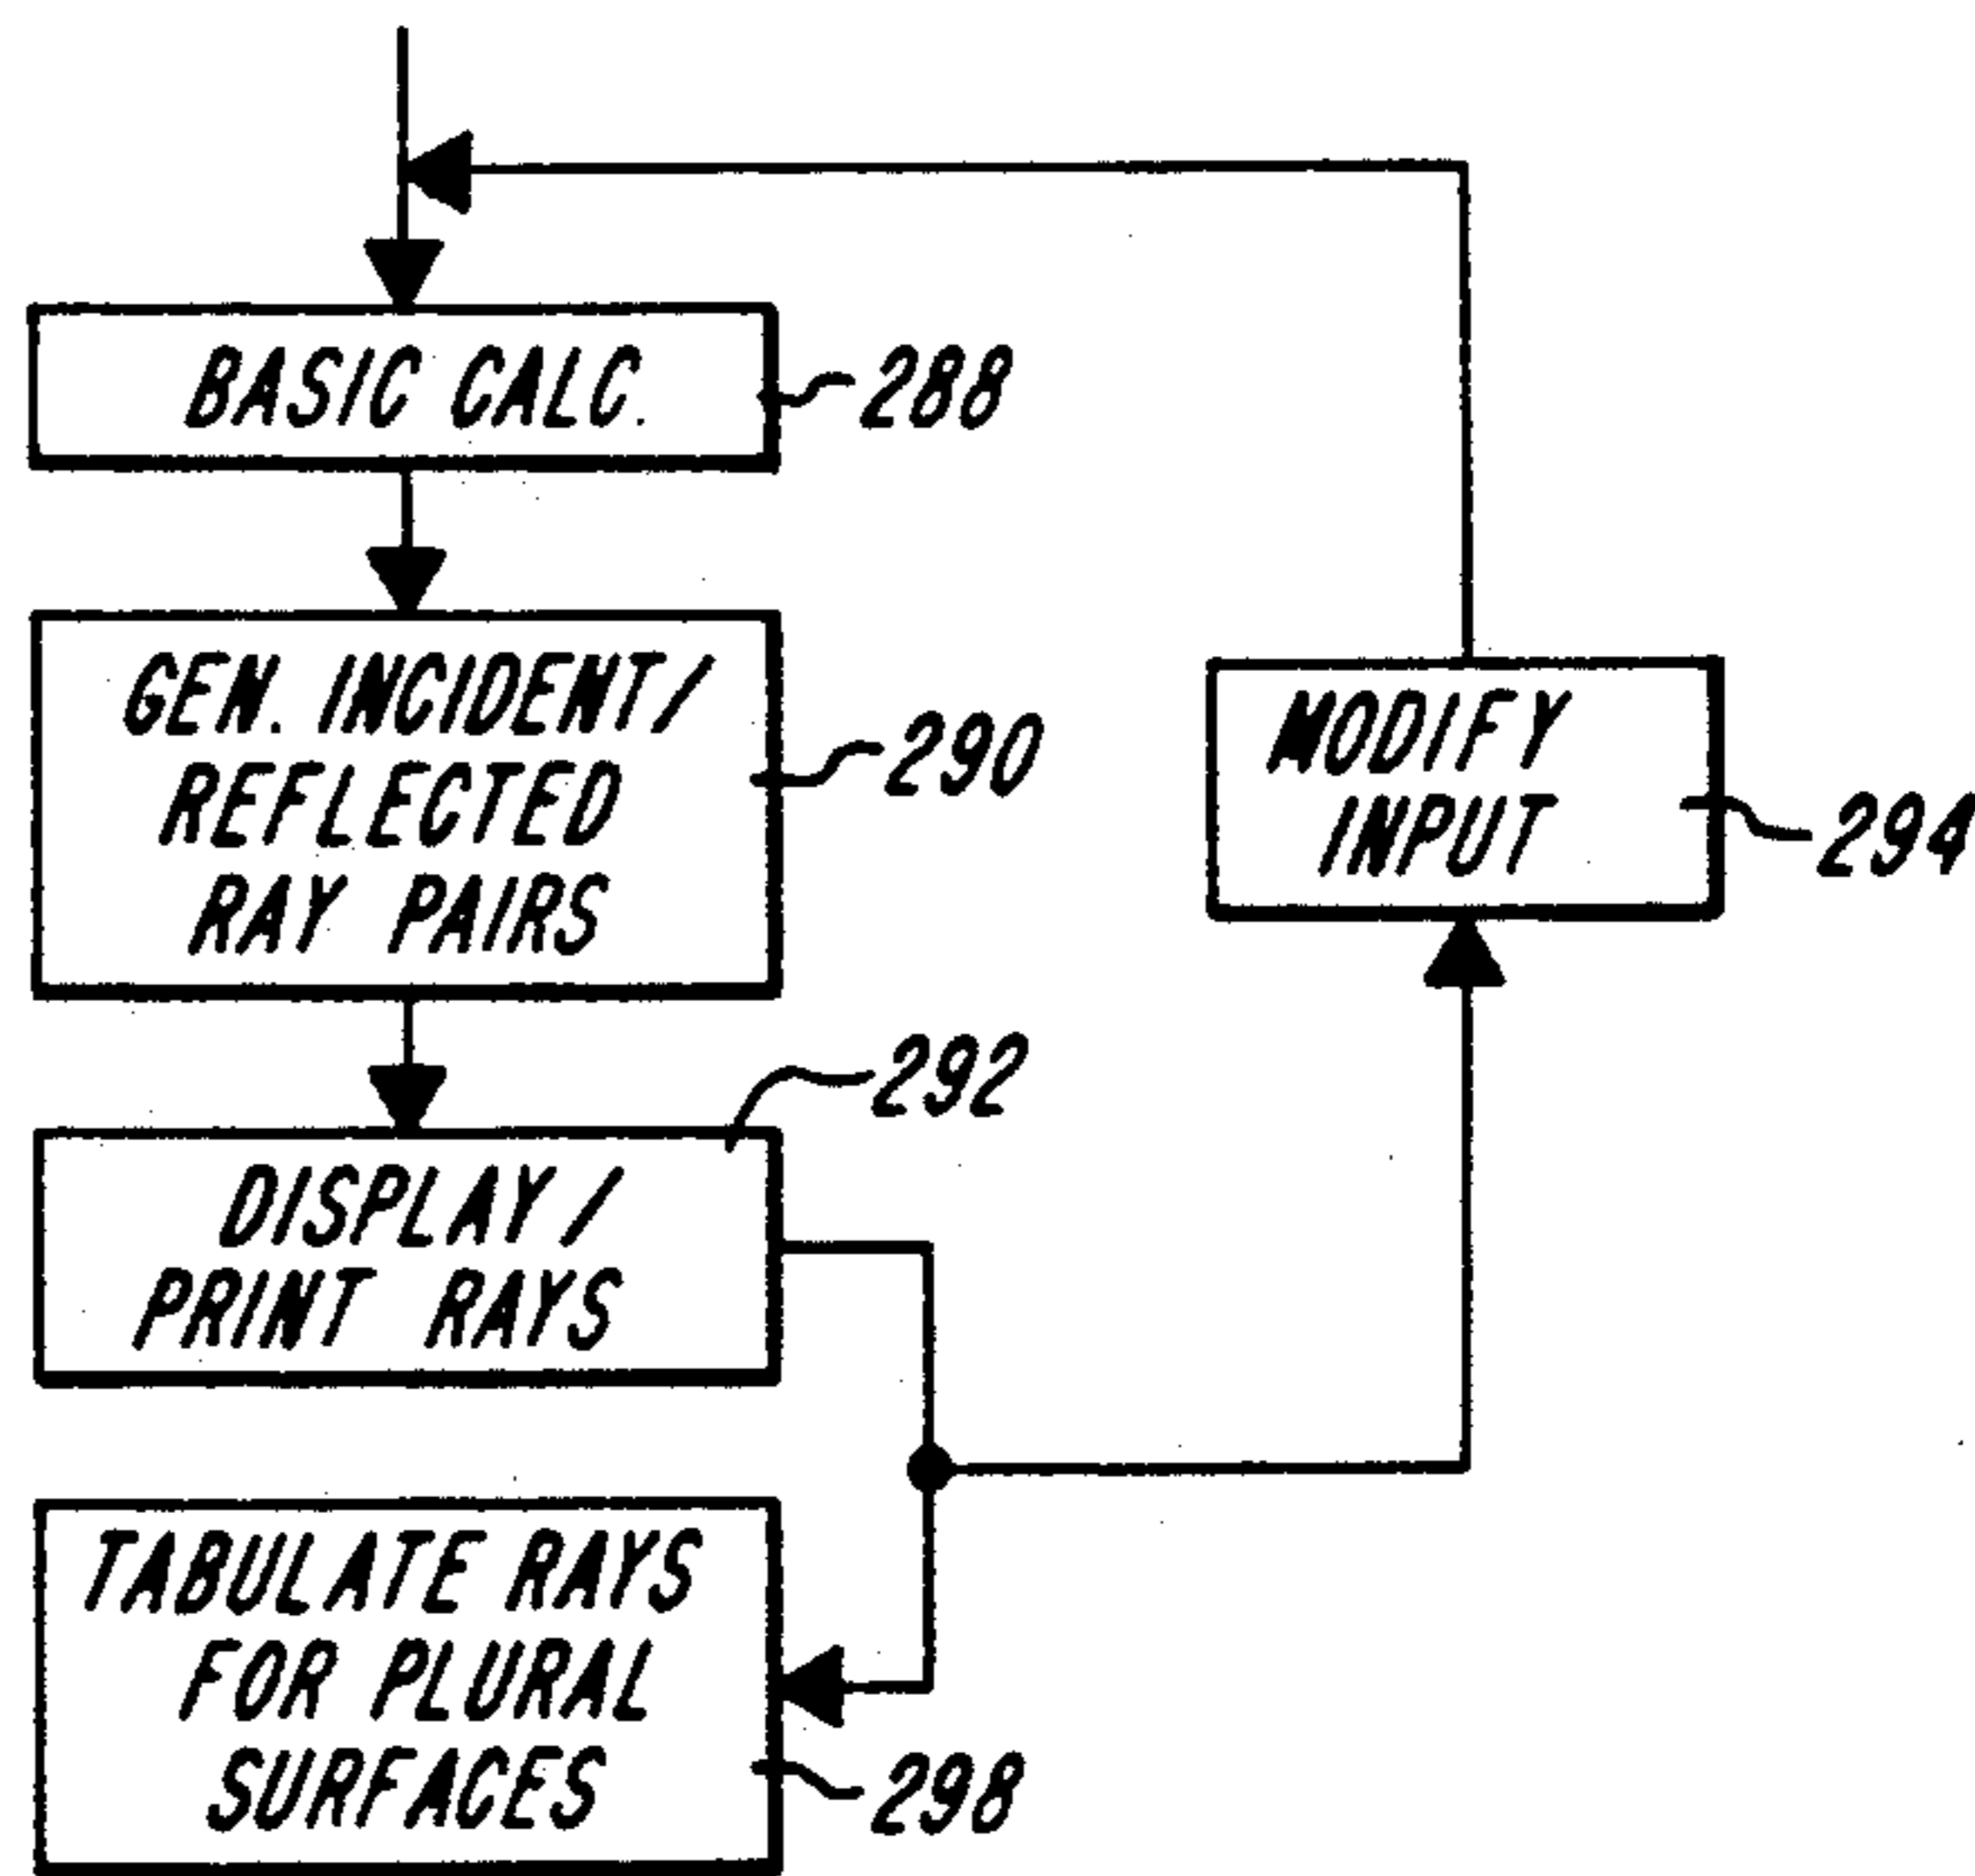 BASIC CALC.
288
GEN. INCIDENT/
REFLECTED
RAY PAIRS
290
MODIFY
INPUT
294
292
DISPLAY/
PRINT RAYS
TABULATE RAYS
FOR PLURAL
SURFACES
298